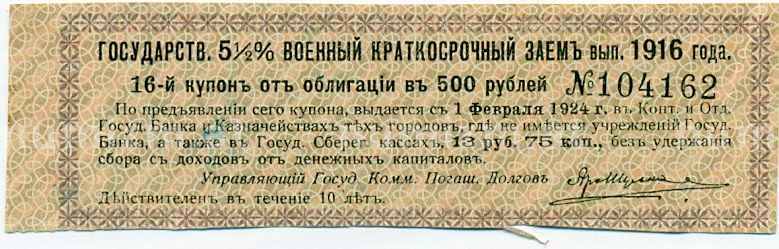 ГОСУДАРСТВ. 5½% ВОЕННЫЙ КРАТКОСРОЧНЫЙ ЗАЕМЪ вып. 1916 года.
16-й купонъ отъ облигаціи въ 500 рублей №104162
По предъявленіи сего купона, выдается съ 1 Февраля 1924 г. въ Конт. и Отд.
Госуд. Банка и Казначействахъ тѣхъ городовъ, гдѣ не имѣется учрежденій Госуд.
Банка, а также въ Госуд. Сберег. кассахъ, 13 руб. 75 коп., безъ удержанія
сбора съ доходовъ отъ денежныхъ капиталовъ.
Управляющій Госуд. Комм. Погаш. Долговъ
Дѣйствителенъ въ теченіе 10 лѣтъ.